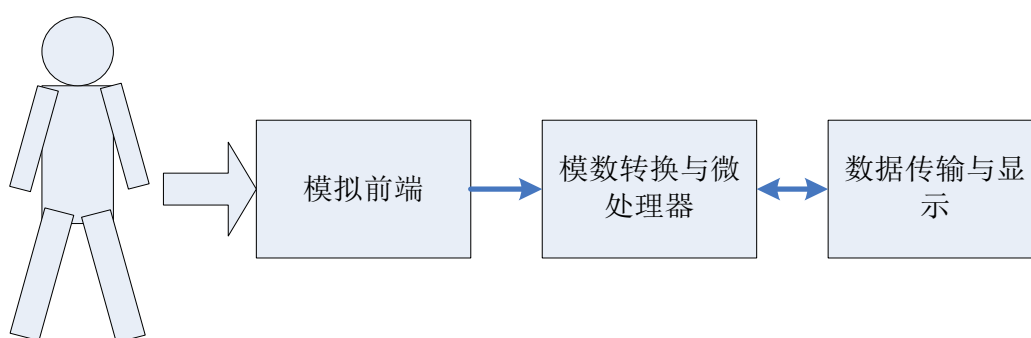 模拟前端
模数转换与微
处理器
数据传输与显
示